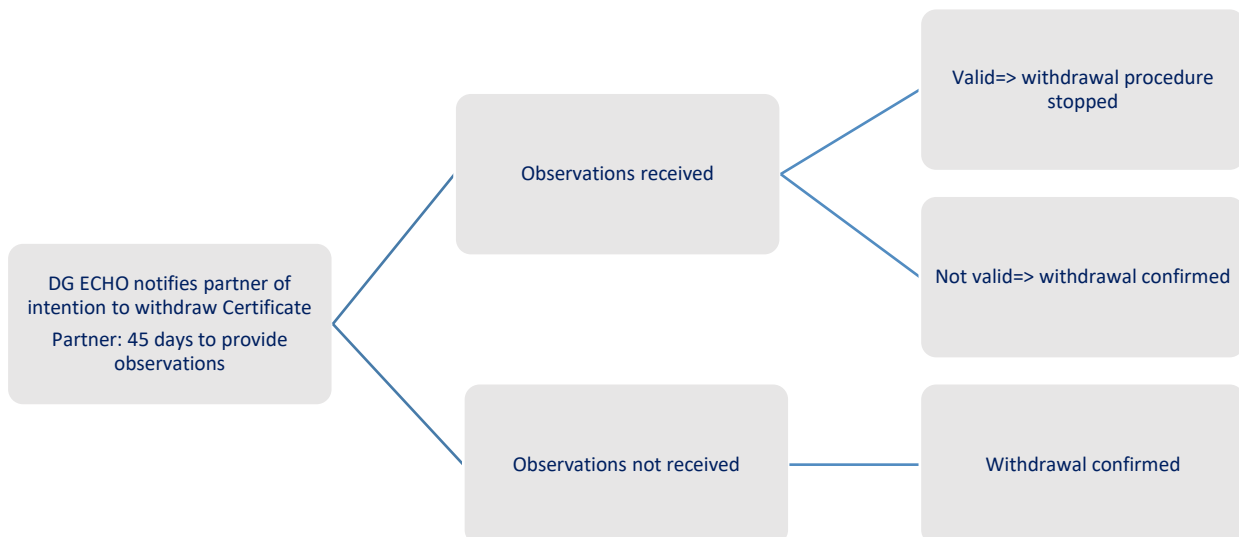 DG ECHO notifies partner of
intention to withdraw Certificate
Partner: 45 days to provide
observations
Observations received
Valid=> withdrawal procedure
stopped
Not valid=> withdrawal confirmed
Observations not received
Withdrawal confirmed